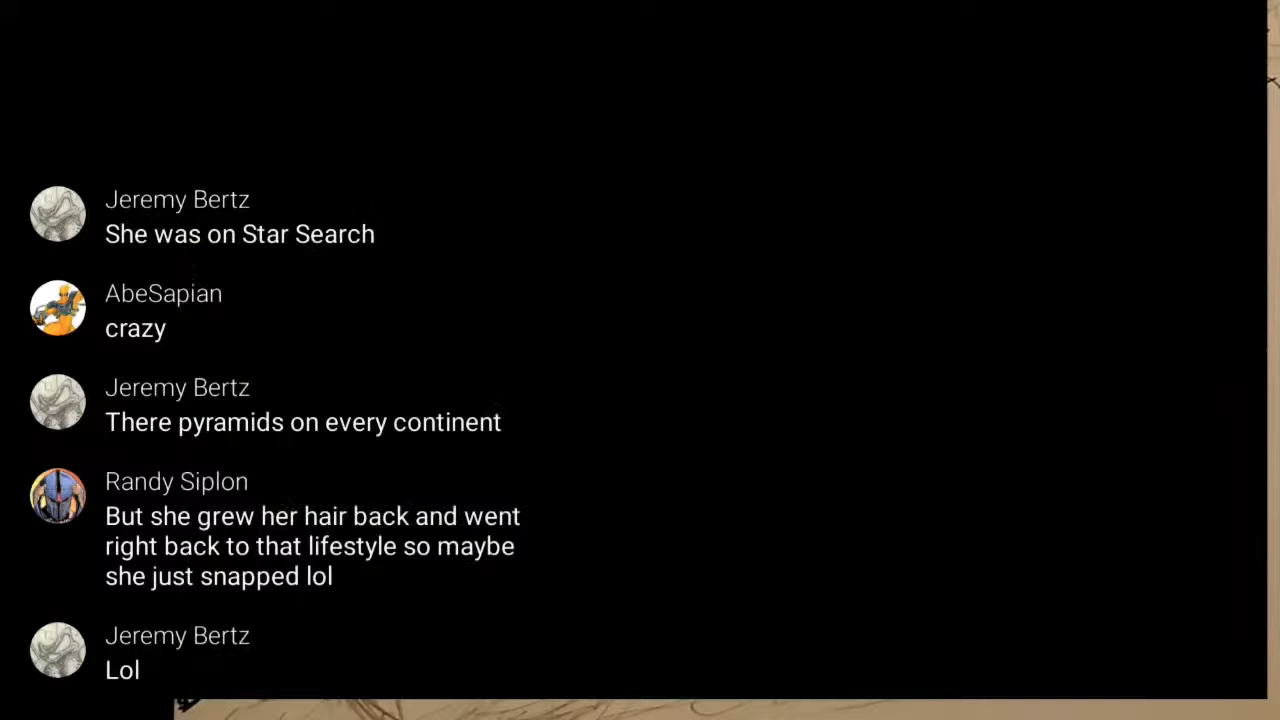 Jeremy Bertz
She was on Star Search
AbeSapian
crazy
Jeremy Bertz
There pyramids on every continent
Randy Siplon
But she grew her hair back and went
right back to that lifestyle so maybe
she just snapped lol
Jeremy Bertz
Lol